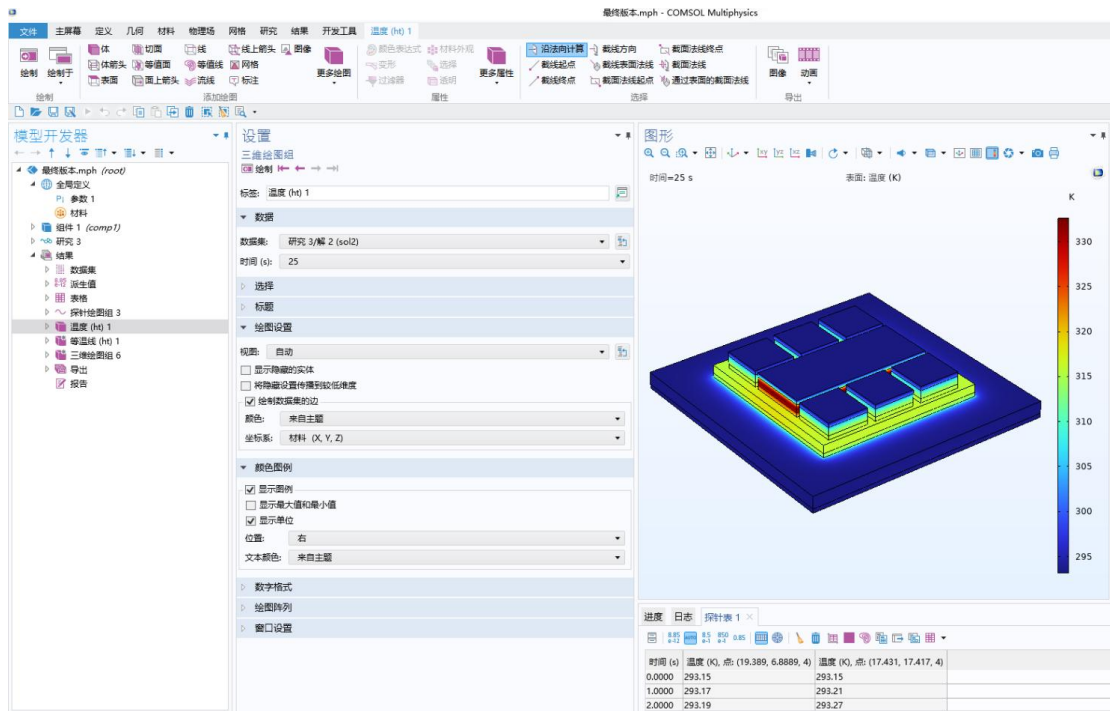 最终版本.mph - COMSOL Multiphysics
文件 主屏幕 定义 几何 材料 物理场 网格 研究 结果 开发工具 温度 (ht) 1
体 切面 线 线上箭头 图像 颜色表达式 材料外观 沿法向计算 截线方向 截面法线终点
绘制 绘制于 体箭头 等值面 等值线 网格 更多绘图 变形 选择 更多属性 截线起点 截线表面法线 截面法线 图像 动画
表面 面上箭头 流线 标注 过滤器 透明 截线终点 截面法线起点 通过表面的截面法线
绘制 添加绘图 属性 选择 导出
模型开发器
最终版本.mph (root)
全局定义
Pi 参数 1
材料
组件 1 (comp1)
研究 3
结果
数据集
派生值
表格
探针绘图组 3
温度 (ht) 1
等温线 (ht) 1
三维绘图组 6
导出
报告
设置
三维绘图组
绘制
标签: 温度 (ht) 1
数据
数据集: 研究 3/解 2 (sol2)
时间 (s): 25
选择
标题
绘图设置
视图: 自动
显示隐藏的实体
将隐藏设置传播到较低维度
绘制数据集的边
颜色: 来自主题
坐标系: 材料 (X, Y, Z)
颜色图例
显示图例
显示最大值和最小值
显示单位
位置: 右
文本颜色: 来自主题
数字格式
绘图阵列
窗口设置
图形
时间=25 s 表面: 温度 (K)
K
330
325
320
315
310
305
300
295
进度 日志 探针表 1
8.85 e-12 8.5 e-1 850 0.85
时间 (s) 温度 (K), 点: (19.389, 6.8889, 4) 温度 (K), 点: (17.431, 17.417, 4)
0.0000 293.15 293.15
1.0000 293.17 293.21
2.0000 293.19 293.27